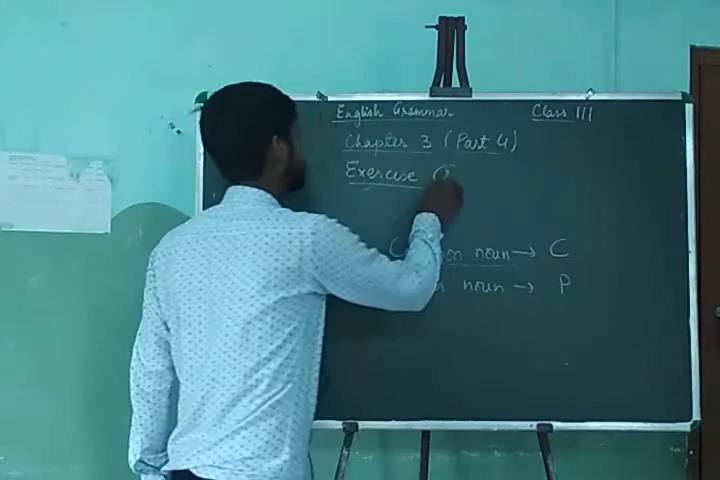 English Grammar Class III
Chapter 3 (Part 4)
Exercise
noun → C
noun → P